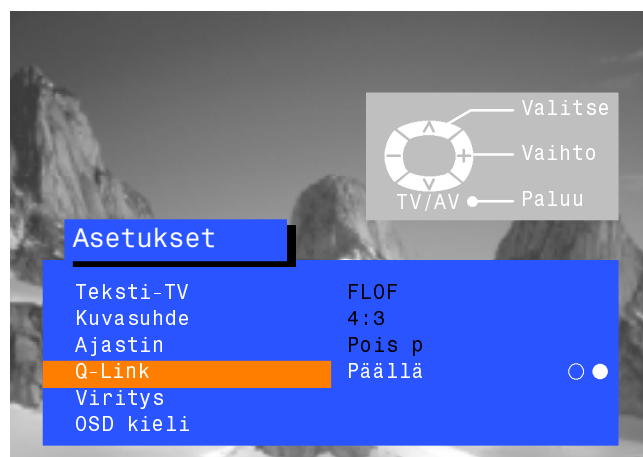 Valitse
Vaihto
TV/AV Paluu
Asetukset
Teksti-TV FLOF
Kuvasuhde 4:3
Ajastin Pois p
Q-Link Päällä
Viritys
OSD kieli